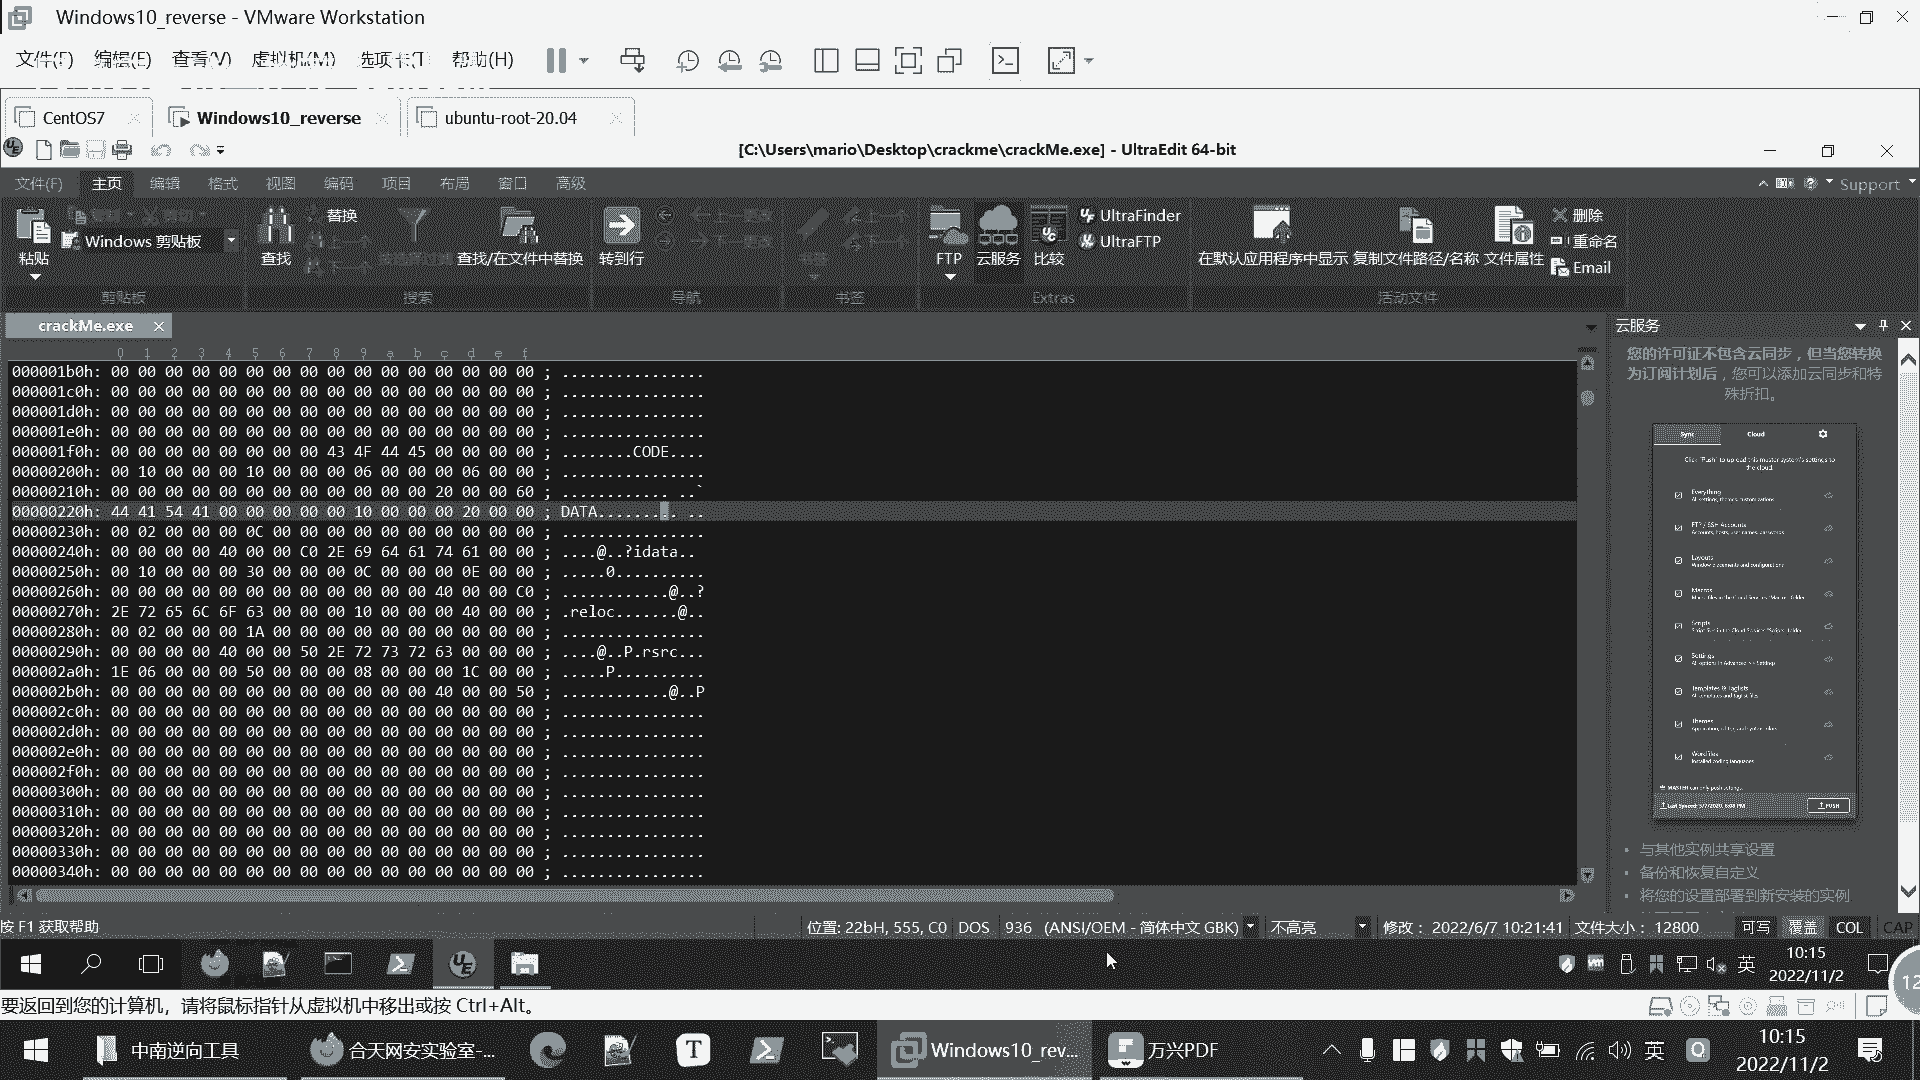 Windows10_reverse - VMware Workstation
文件(F) 编辑(E) 查看(V) 虚拟机(M) 选项卡(T) 帮助(H)
CentOS7 Windows10_reverse ubuntu-root-20.04
[C:\Users\mario\Desktop\crackme\crackMe.exe] - UltraEdit 64-bit
文件(F) 主页 编辑 格式 视图 编码 项目 布局 窗口 高级 Support
替换 UltraFinder 删除
Windows 剪贴板 UltraFTP 重命名
粘贴 查找 查找/在文件中替换 转到行 FTP 云服务 比较 在默认应用程序中显示 复制文件路径/名称 文件属性 Email
剪贴板 搜索 导航 书签 Extras 活动文件
crackMe.exe 云服务
0 1 2 3 4 5 6 7 8 9 a b c d e f
000001b0h: 00 00 00 00 00 00 00 00 00 00 00 00 00 00 00 00 ; ................
000001c0h: 00 00 00 00 00 00 00 00 00 00 00 00 00 00 00 00 ; ................
000001d0h: 00 00 00 00 00 00 00 00 00 00 00 00 00 00 00 00 ; ................
000001e0h: 00 00 00 00 00 00 00 00 00 00 00 00 00 00 00 00 ; ................
000001f0h: 00 00 00 00 00 00 00 00 43 4F 44 45 00 00 00 00 ; ........CODE....
00000200h: 00 10 00 00 00 10 00 00 00 06 00 00 00 06 00 00 ; ................
00000210h: 00 00 00 00 00 00 00 00 00 00 00 00 20 00 00 60 ; ............ ..`
00000220h: 44 41 54 41 00 00 00 00 00 10 00 00 00 20 00 00 ; DATA......... ..
00000230h: 00 02 00 00 00 0C 00 00 00 00 00 00 00 00 00 00 ; ................
00000240h: 00 00 00 00 40 00 00 C0 2E 69 64 61 74 61 00 00 ; ....@..?idata..
00000250h: 00 10 00 00 00 30 00 00 00 0C 00 00 00 0E 00 00 ; .....0..........
00000260h: 00 00 00 00 00 00 00 00 00 00 00 00 40 00 00 C0 ; ............@..?
00000270h: 2E 72 65 6C 6F 63 00 00 00 10 00 00 00 40 00 00 ; .reloc.......@..
00000280h: 00 02 00 00 00 1A 00 00 00 00 00 00 00 00 00 00 ; ................
00000290h: 00 00 00 00 40 00 00 50 2E 72 73 72 63 00 00 00 ; ....@..P.rsrc...
000002a0h: 1E 06 00 00 00 50 00 00 00 08 00 00 00 1C 00 00 ; .....P..........
000002b0h: 00 00 00 00 00 00 00 00 00 00 00 00 40 00 00 50 ; ............@..P
000002c0h: 00 00 00 00 00 00 00 00 00 00 00 00 00 00 00 00 ; ................
000002d0h: 00 00 00 00 00 00 00 00 00 00 00 00 00 00 00 00 ; ................
000002e0h: 00 00 00 00 00 00 00 00 00 00 00 00 00 00 00 00 ; ................
000002f0h: 00 00 00 00 00 00 00 00 00 00 00 00 00 00 00 00 ; ................
00000300h: 00 00 00 00 00 00 00 00 00 00 00 00 00 00 00 00 ; ................
00000310h: 00 00 00 00 00 00 00 00 00 00 00 00 00 00 00 00 ; ................
00000320h: 00 00 00 00 00 00 00 00 00 00 00 00 00 00 00 00 ; ................
00000330h: 00 00 00 00 00 00 00 00 00 00 00 00 00 00 00 00 ; ................
00000340h: 00 00 00 00 00 00 00 00 00 00 00 00 00 00 00 00 ; ................
您的许可证不包含云同步，但当您转换
为订阅计划后，您可以添加云同步和特
殊折扣。
Sync Cloud
Click "Push" to upload this master system's settings to
the cloud.
Everything
FTP / SSH Accounts
Layouts
Macros
Scripts
Settings
Templates & Taglists
Themes
Wordfiles
PUSH
与其他实例共享设置
备份和恢复自定义
将您的设置部署到新安装的实例
按 F1 获取帮助 位置: 22bH, 555, C0 DOS 936 (ANSI/OEM - 简体中文 GBK) 不高亮 修改： 2022/6/7 10:21:41 文件大小： 12800 可写 覆盖 COL CAP
英 10:15
2022/11/2
12
要返回到您的计算机，请将鼠标指针从虚拟机中移出或按 Ctrl+Alt。
中南逆向工具 合天网安实验室-... Windows10_rev... 万兴PDF 英 10:15
2022/11/2